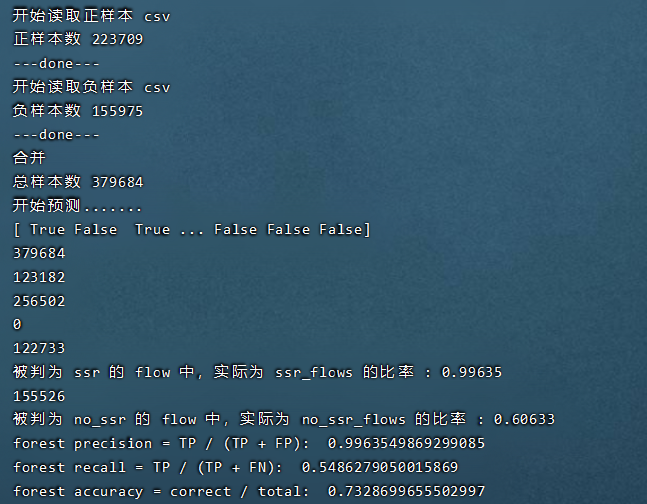 开始读取正样本 csv
正样本数 223709
---done---
开始读取负样本 csv
负样本数 155975
---done---
合并
总样本数 379684
开始预测.......
[ True False  True ... False False False]
379684
123182
256502
0
122733
被判为 ssr 的 flow 中, 实际为 ssr_flows 的比率 : 0.99635
155526
被判为 no_ssr 的 flow 中, 实际为 no_ssr_flows 的比率 : 0.60633
forest precision = TP / (TP + FP):  0.9963549869299085
forest recall = TP / (TP + FN):  0.5486279050015869
forest accuracy = correct / total:  0.7328699655502997